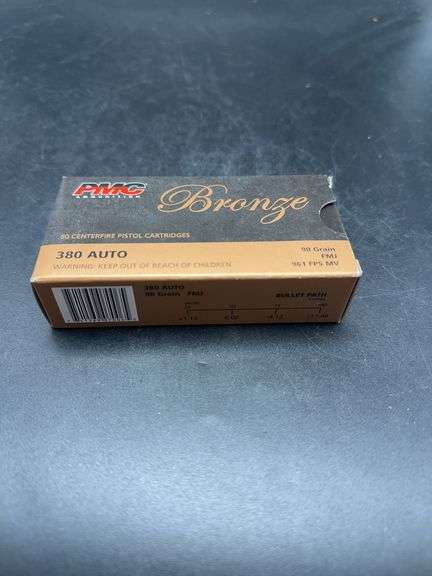 PMC
AMMUNITION
Bronze
50 CENTERFIRE PISTOL CARTRIDGES
380 AUTO
90 Grain
FMJ
961 FPS MV
WARNING: KEEP OUT OF REACH OF CHILDREN
380 AUTO
90 Grain FMJ
BULLET PATH